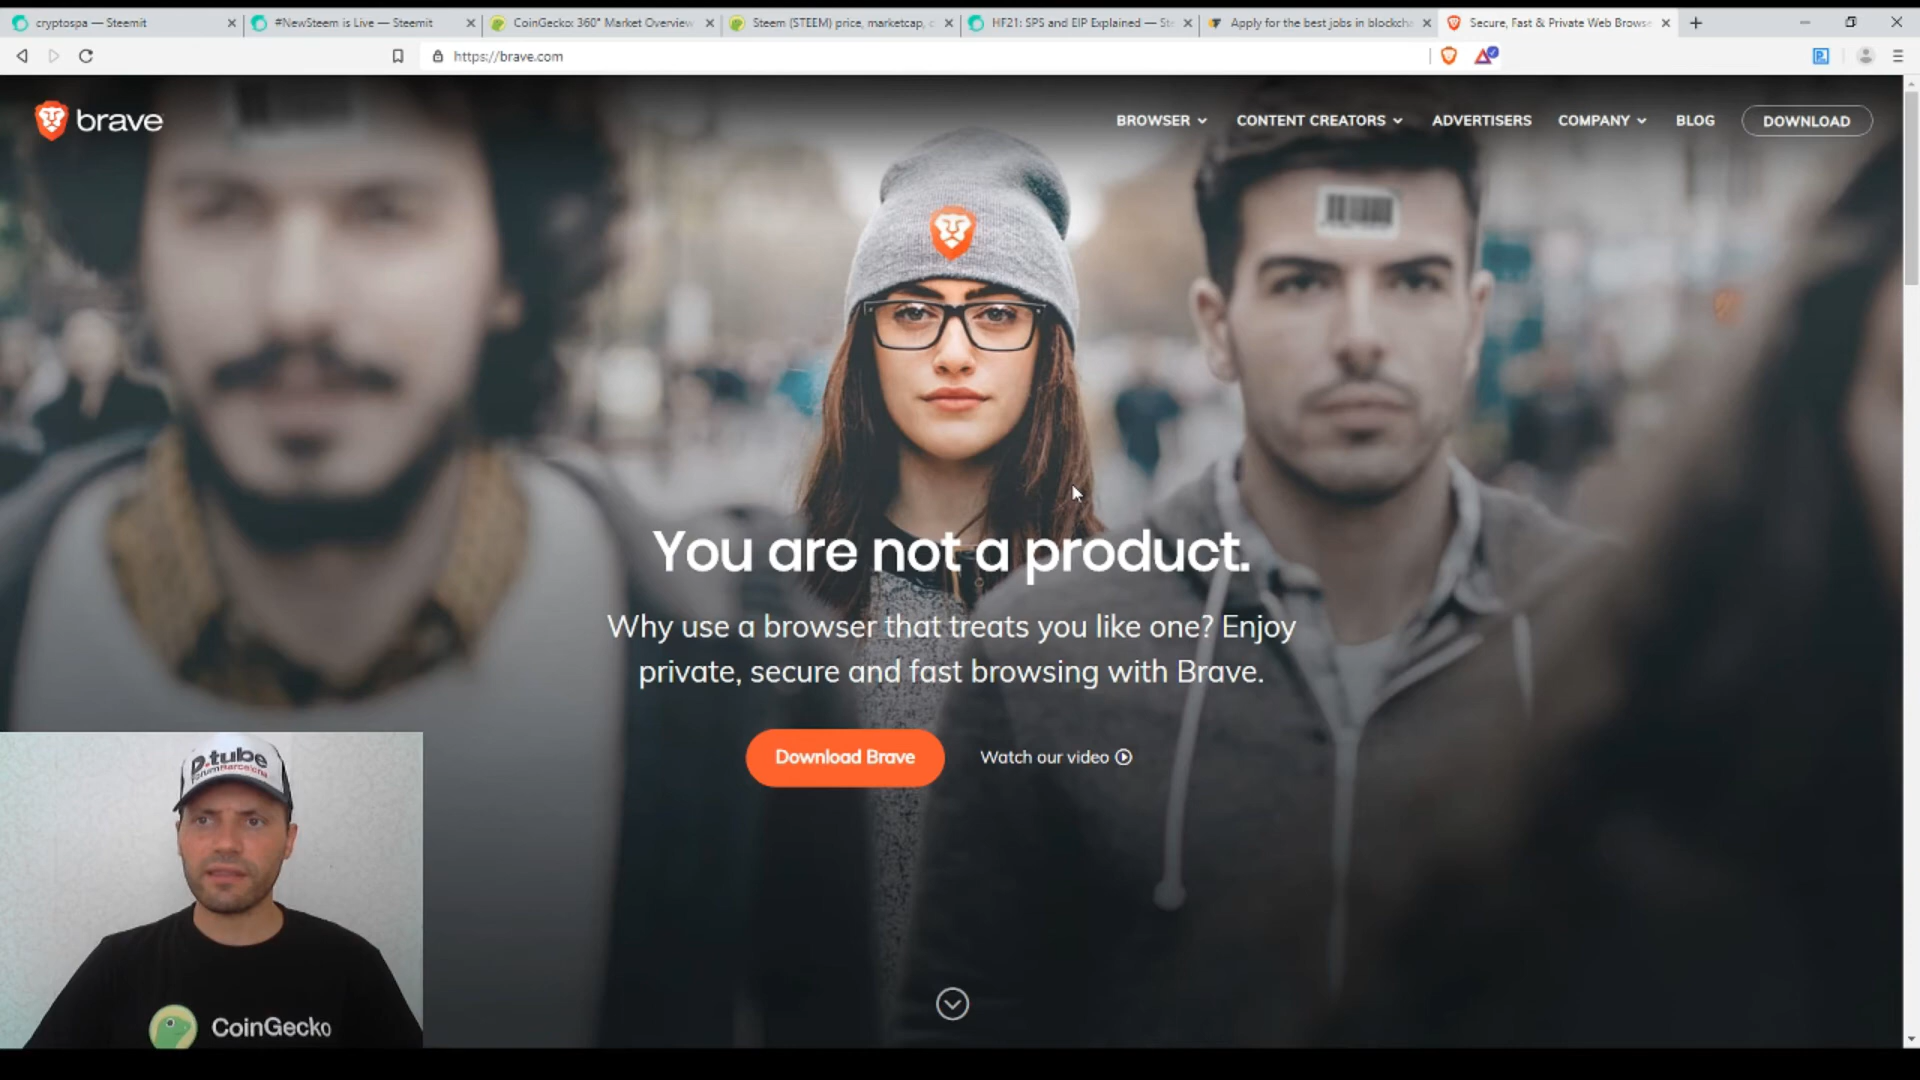 cryptospa — Steemit
#NewSteem is Live — Steemit
CoinGecko: 360° Market Overview
Steem (STEEM) price, marketcap, c
HF21: SPS and EIP Explained — Ste
Apply for the best jobs in blockch
Secure, Fast & Private Web Brows
https://brave.com
brave
BROWSER
CONTENT CREATORS
ADVERTISERS
COMPANY
BLOG
DOWNLOAD
You are not a product.
Why use a browser that treats you like one? Enjoy
private, secure and fast browsing with Brave.
Download Brave
Watch our video
D.tube
CoinGecko